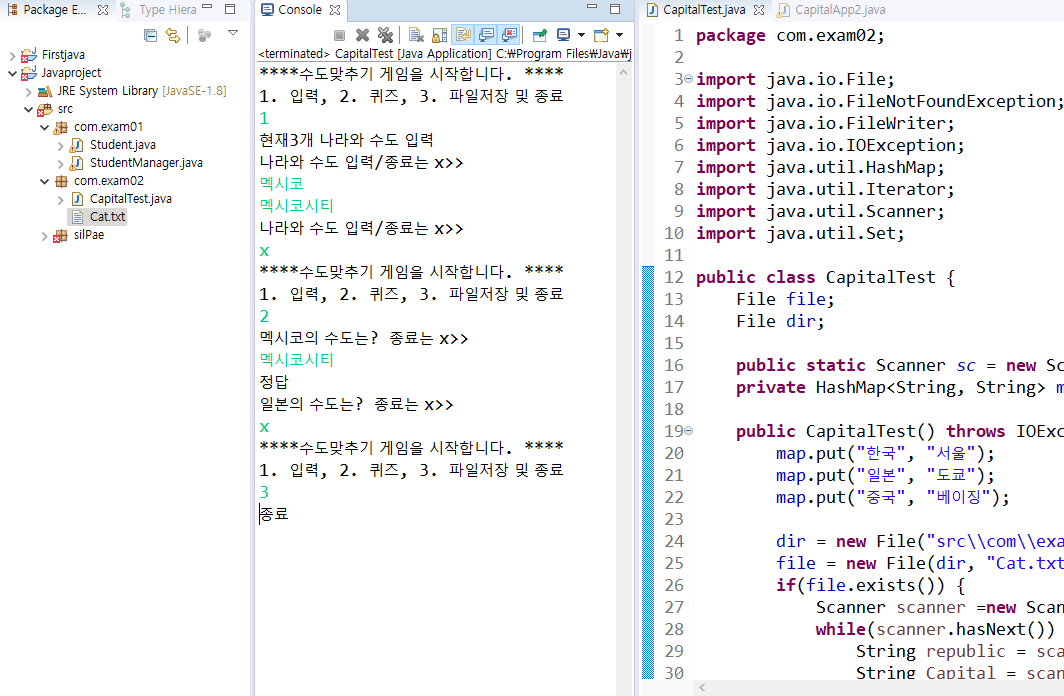 Package E...
Type Hiera
Firstjava
Javaproject
JRE System Library [JavaSE-1.8]
src
com.exam01
Student.java
StudentManager.java
com.exam02
CapitalTest.java
Cat.txt
silPae
Console
<terminated> CapitalTest [Java Application] C:₩Program Files₩Java₩j
****수도맞추기 게임을 시작합니다. ****
1. 입력, 2. 퀴즈, 3. 파일저장 및 종료
1
현재3개 나라와 수도 입력
나라와 수도 입력/종료는 x>>
멕시코
멕시코시티
나라와 수도 입력/종료는 x>>
x
****수도맞추기 게임을 시작합니다. ****
1. 입력, 2. 퀴즈, 3. 파일저장 및 종료
2
멕시코의 수도는? 종료는 x>>
멕시코시티
정답
일본의 수도는? 종료는 x>>
x
****수도맞추기 게임을 시작합니다. ****
1. 입력, 2. 퀴즈, 3. 파일저장 및 종료
3
종료
CapitalTest.java
CapitalApp2.java
1 package com.exam02;
2
3 import java.io.File;
4 import java.io.FileNotFoundException;
5 import java.io.FileWriter;
6 import java.io.IOException;
7 import java.util.HashMap;
8 import java.util.Iterator;
9 import java.util.Scanner;
10 import java.util.Set;
11
12 public class CapitalTest {
13 File file;
14 File dir;
15
16 public static Scanner sc = new Sc
17 private HashMap<String, String> m
18
19 public CapitalTest() throws IOExc
20 map.put("한국", "서울");
21 map.put("일본", "도쿄");
22 map.put("중국", "베이징");
23
24 dir = new File("src\\com\\exa
25 file = new File(dir, "Cat.txt
26 if(file.exists()) {
27 Scanner scanner =new Scan
28 while(scanner.hasNext())
29 String republic = sca
30 String Capital = scan